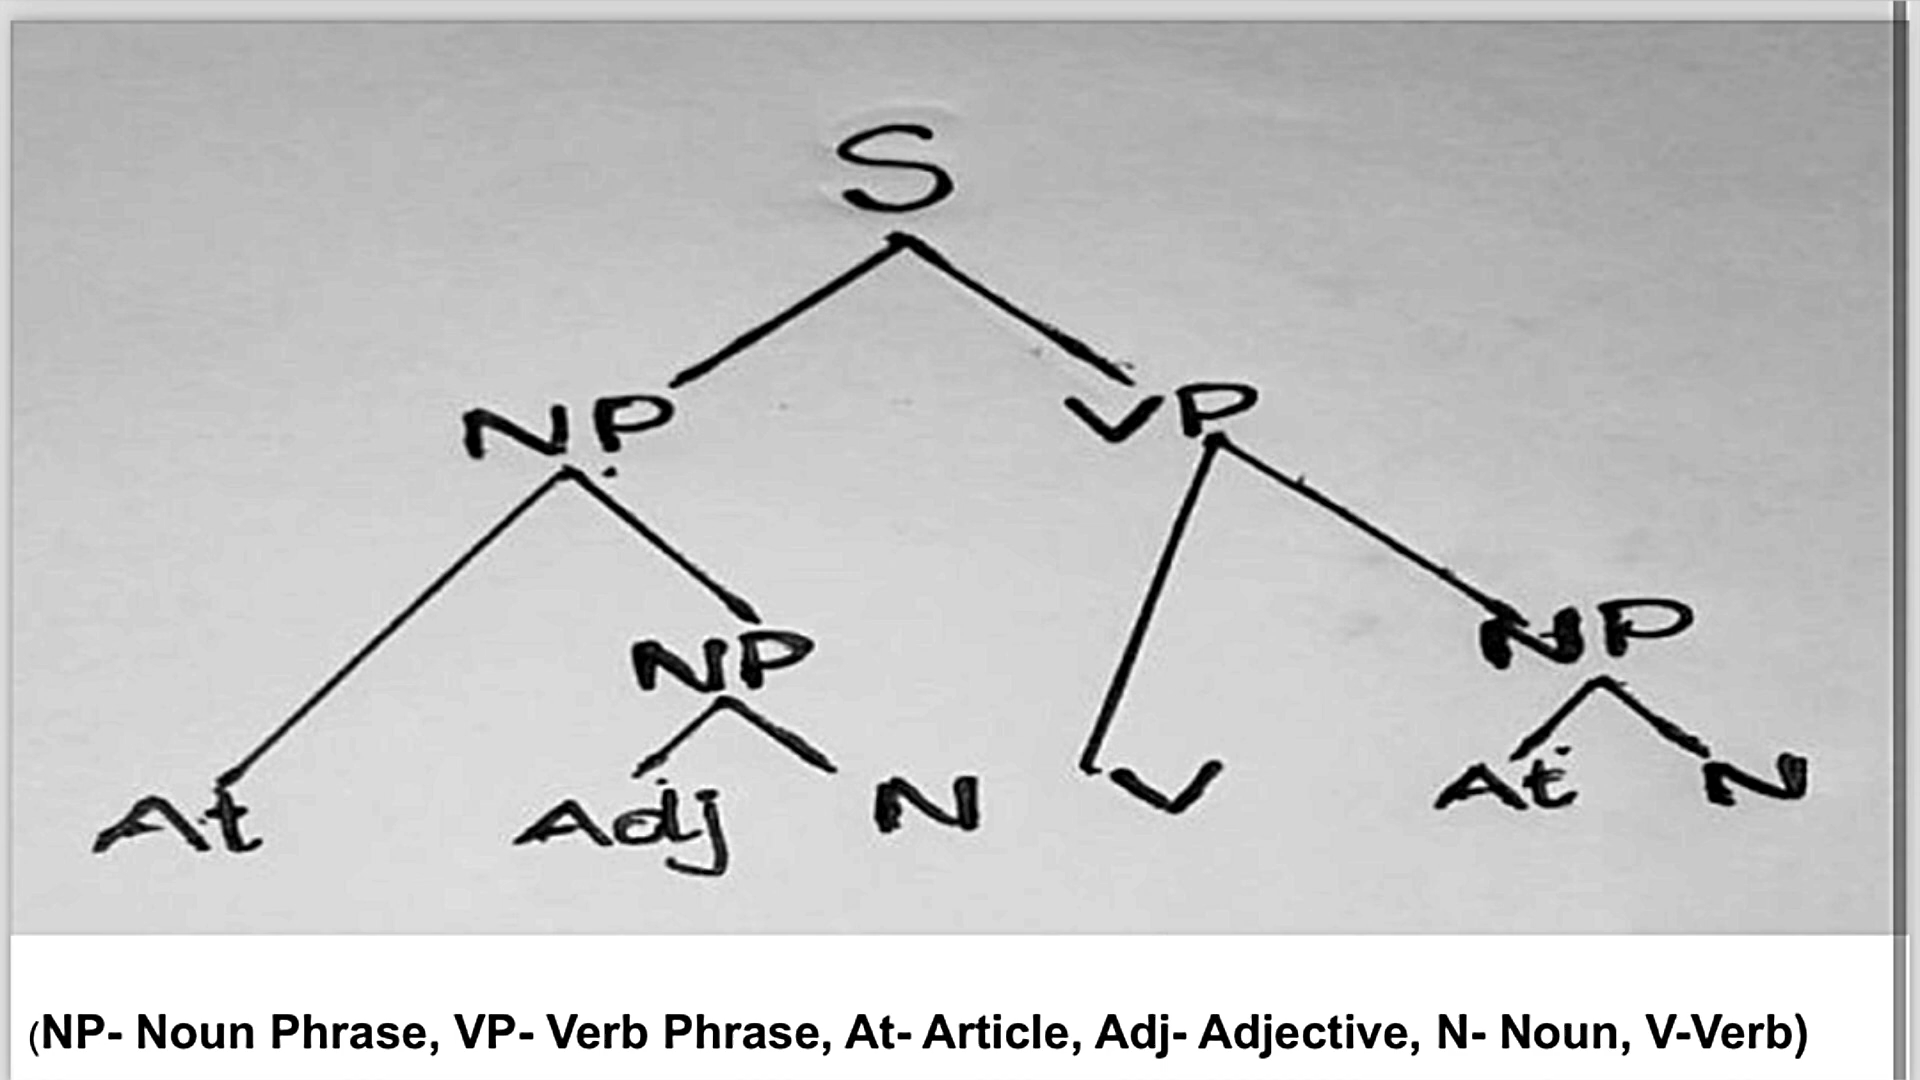 S
NP VP
NP NP
At Adj N V At N
(NP- Noun Phrase, VP- Verb Phrase, At- Article, Adj- Adjective, N- Noun, V-Verb)